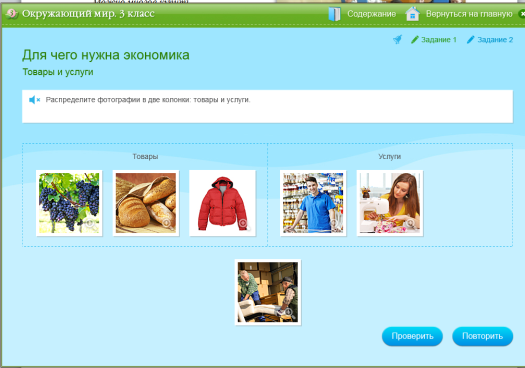 Окружающий мир. 3 класс
Содержание
Вернуться на главную
Задание 1
Задание 2
Для чего нужна экономика
Товары и услуги
Распределите фотографии в две колонки: товары и услуги.
Товары
Услуги
Проверить
Повторить